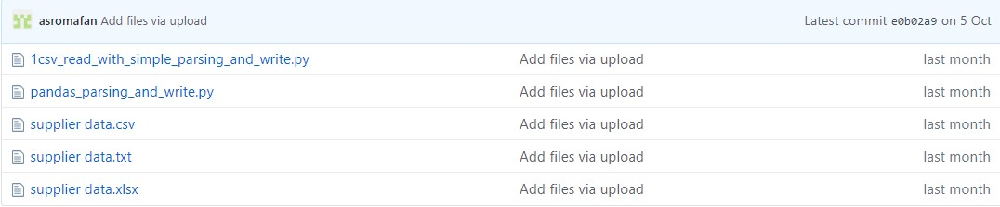 asromafan Add files via upload Latest commit e0b02a9 on 5 Oct
1csv_read_with_simple_parsing_and_write.py Add files via upload last month
pandas_parsing_and_write.py Add files via upload last month
supplier data.csv Add files via upload last month
supplier data.txt Add files via upload last month
supplier data.xlsx Add files via upload last month